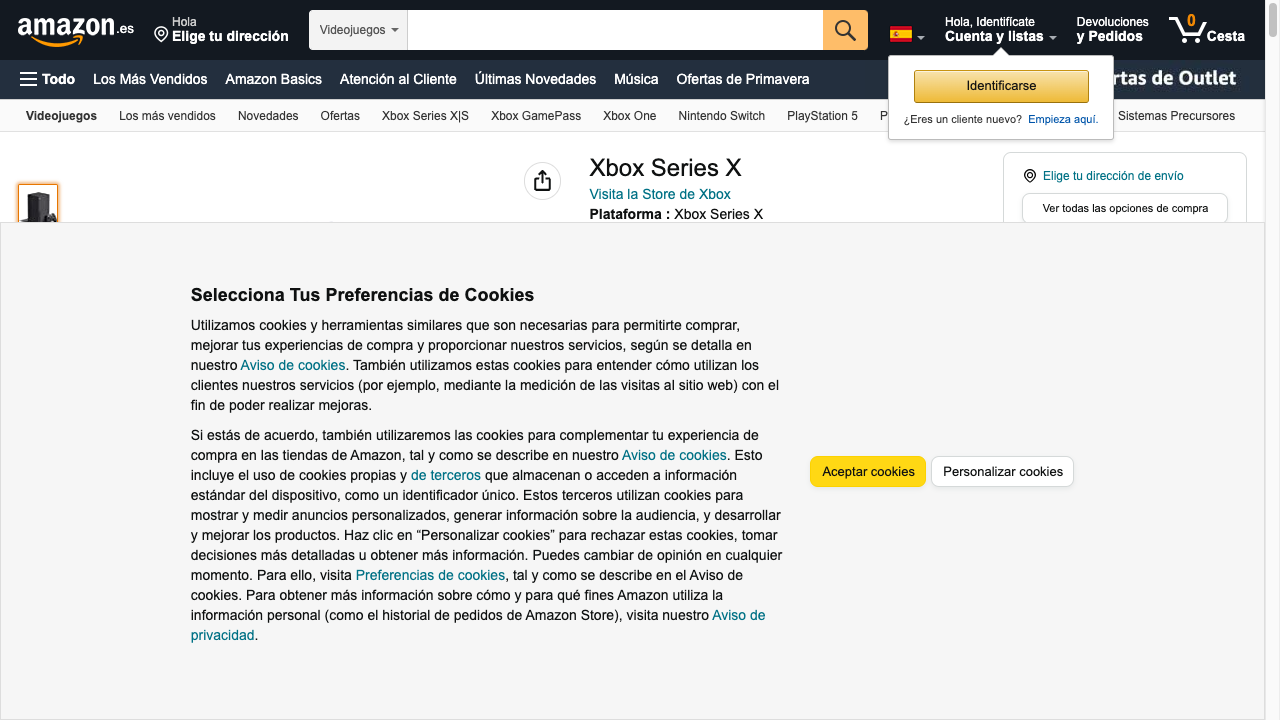 amazon.es
Hola
Elige tu dirección
Videojuegos
Hola, Identifícate
Cuenta y listas
Devoluciones
y Pedidos
0
Cesta
Todo
Los Más Vendidos
Amazon Basics
Atención al Cliente
Últimas Novedades
Música
Ofertas de Primavera
rtas de Outlet
Identificarse
¿Eres un cliente nuevo? Empieza aquí.
Videojuegos
Los más vendidos
Novedades
Ofertas
Xbox Series X|S
Xbox GamePass
Xbox One
Nintendo Switch
PlayStation 5
P
Sistemas Precursores
Xbox Series X
Visita la Store de Xbox
Plataforma : Xbox Series X
Elige tu dirección de envío
Ver todas las opciones de compra
Selecciona Tus Preferencias de Cookies
Utilizamos cookies y herramientas similares que son necesarias para permitirte comprar,
mejorar tus experiencias de compra y proporcionar nuestros servicios, según se detalla en
nuestro Aviso de cookies. También utilizamos estas cookies para entender cómo utilizan los
clientes nuestros servicios (por ejemplo, mediante la medición de las visitas al sitio web) con el
fin de poder realizar mejoras.
Si estás de acuerdo, también utilizaremos las cookies para complementar tu experiencia de
compra en las tiendas de Amazon, tal y como se describe en nuestro Aviso de cookies. Esto
incluye el uso de cookies propias y de terceros que almacenan o acceden a información
estándar del dispositivo, como un identificador único. Estos terceros utilizan cookies para
mostrar y medir anuncios personalizados, generar información sobre la audiencia, y desarrollar
y mejorar los productos. Haz clic en “Personalizar cookies” para rechazar estas cookies, tomar
decisiones más detalladas u obtener más información. Puedes cambiar de opinión en cualquier
momento. Para ello, visita Preferencias de cookies, tal y como se describe en el Aviso de
cookies. Para obtener más información sobre cómo y para qué fines Amazon utiliza la
información personal (como el historial de pedidos de Amazon Store), visita nuestro Aviso de
privacidad.
Aceptar cookies
Personalizar cookies